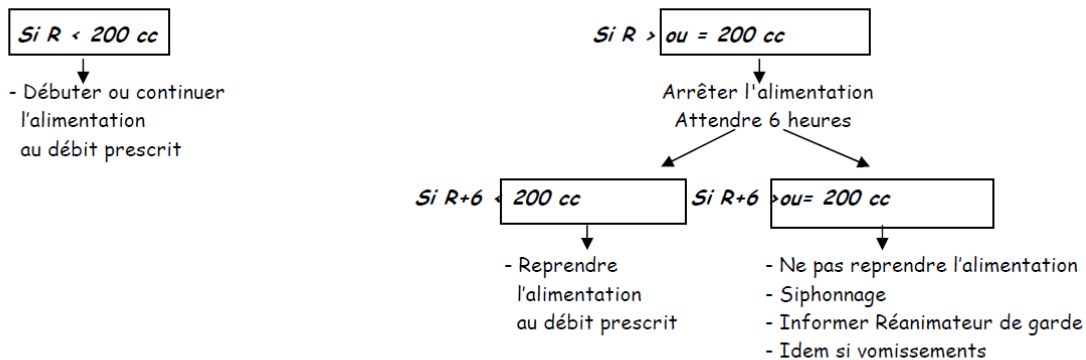 Si R < 200 cc
- Débuter ou continuer
l'alimentation
au débit prescrit
Si R > ou = 200 cc
Arrêter l'alimentation
Attendre 6 heures
Si R+6 < 200 cc
- Reprendre
l'alimentation
au débit prescrit
Si R+6 >ou= 200 cc
- Ne pas reprendre l'alimentation
- Siphonnage
- Informer Réanimateur de garde
- Idem si vomissements